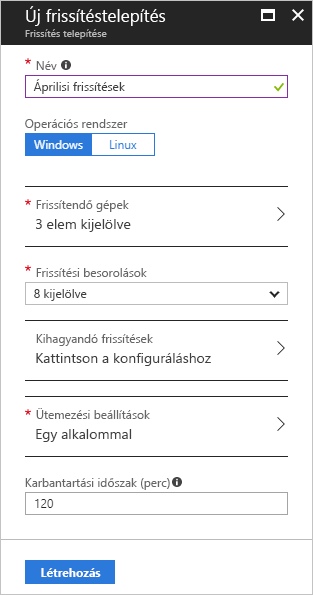 Új frissítéstelepítés
Frissítés telepítése
* Név
Áprilisi frissítések
Operációs rendszer
Windows Linux
* Frissítendő gépek
3 elem kijelölve
* Frissítési besorolások
8 kijelölve
Kihagyandó frissítések
Kattintson a konfiguráláshoz
* Ütemezési beállítások
Egy alkalommal
Karbantartási időszak (perc)
120
Létrehozás